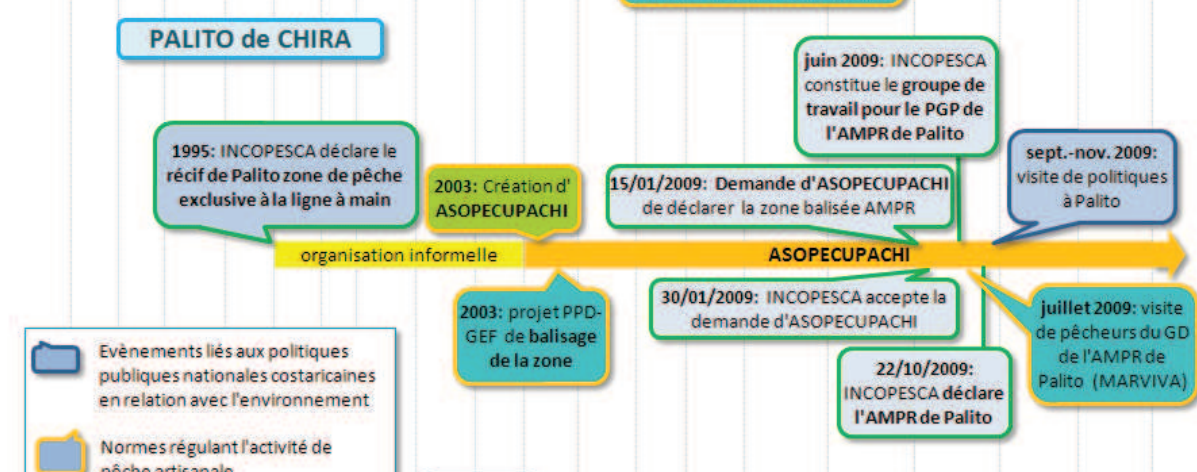 PALITO de CHIRA
juin 2009: INCOPESCA
constitue le groupe de
travail pour le PGP de
l'AMPR de Palito
1995: INCOPESCA déclare le
récif de Palito zone de pêche
exclusive à la ligne à main
2003: Création d'
ASOPECUPACHI
15/01/2009: Demande d'ASOPECUPACHI
de déclarer la zone balisée AMPR
sept.-nov. 2009:
visite de politiques
à Palito
organisation informelle
ASOPECUPACHI
2003: projet PPD-
GEF de balisage
de la zone
30/01/2009: INCOPESCA accepte la
demande d'ASOPECUPACHI
22/10/2009:
INCOPESCA déclare
l'AMPR de Palito
juillet 2009: visite
de pêcheurs du GD
de l'AMPR de
Palito (MARVIVA)
Evènements liés aux politiques
publiques nationales costaricaines
en relation avec l'environnement
Normes régulant l'activité de
pêche artisanale